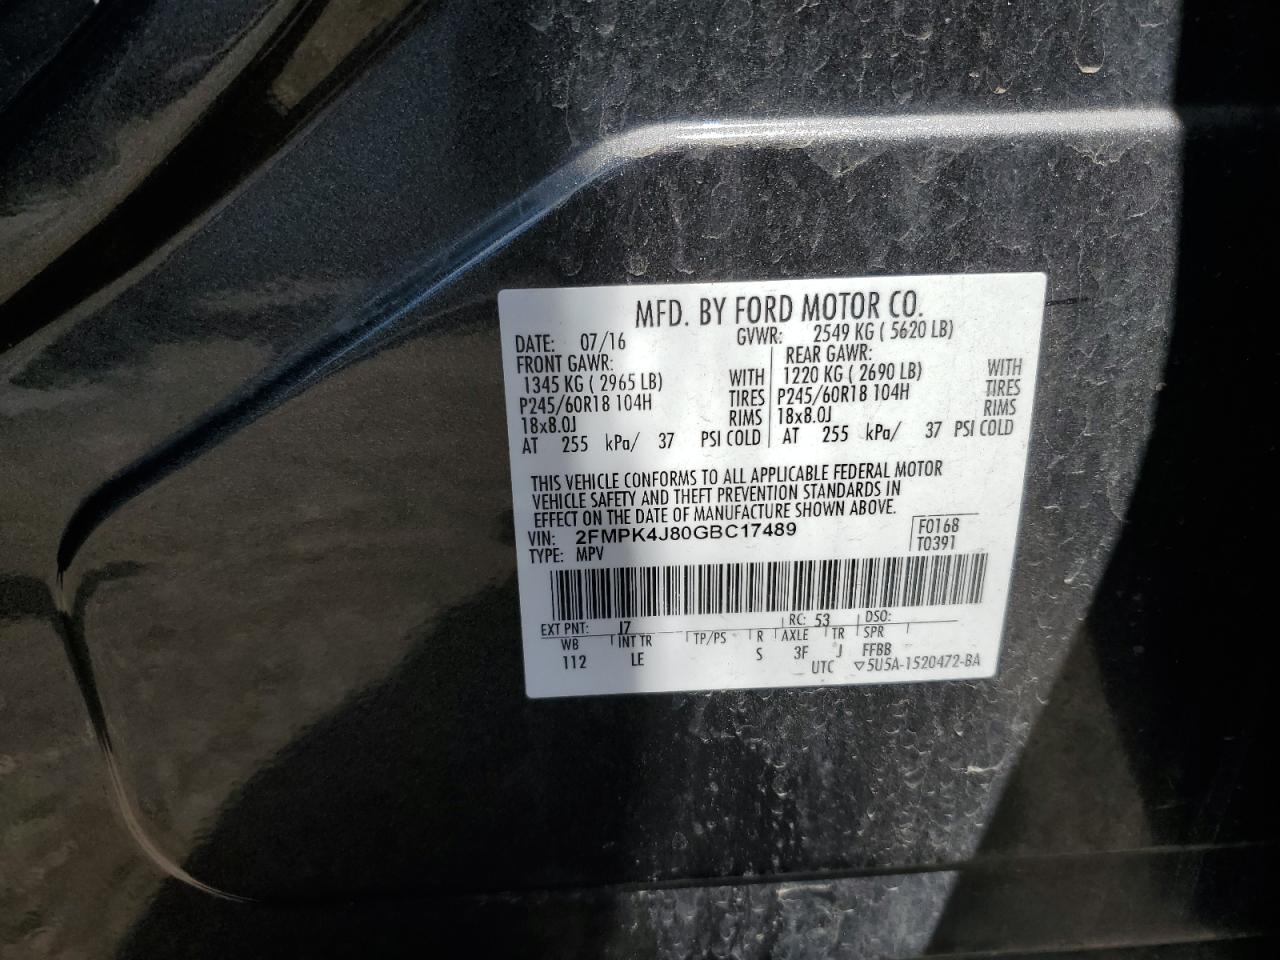 MFD. BY FORD MOTOR CO.
DATE: 07/16 GVWR: 2549 KG ( 5620 LB)
FRONT GAWR: REAR GAWR:
1345 KG ( 2965 LB) WITH 1220 KG ( 2690 LB) WITH
P245/60R18 104H TIRES P245/60R18 104H TIRES
18x8.0J RIMS 18x8.0J RIMS
AT 255 kPa/ 37 PSI COLD AT 255 kPa/ 37 PSI COLD
THIS VEHICLE CONFORMS TO ALL APPLICABLE FEDERAL MOTOR
VEHICLE SAFETY AND THEFT PREVENTION STANDARDS IN
EFFECT ON THE DATE OF MANUFACTURE SHOWN ABOVE.
VIN: 2FMPK4J80GBC17489 F0168
TYPE: MPV T0391
EXT PNT: J7 RC: 53 DSO:
WB INT TR TP/PS R AXLE TR SPR
112 LE S 3F J FFBB
UTC ▽5U5A-1520472-BA